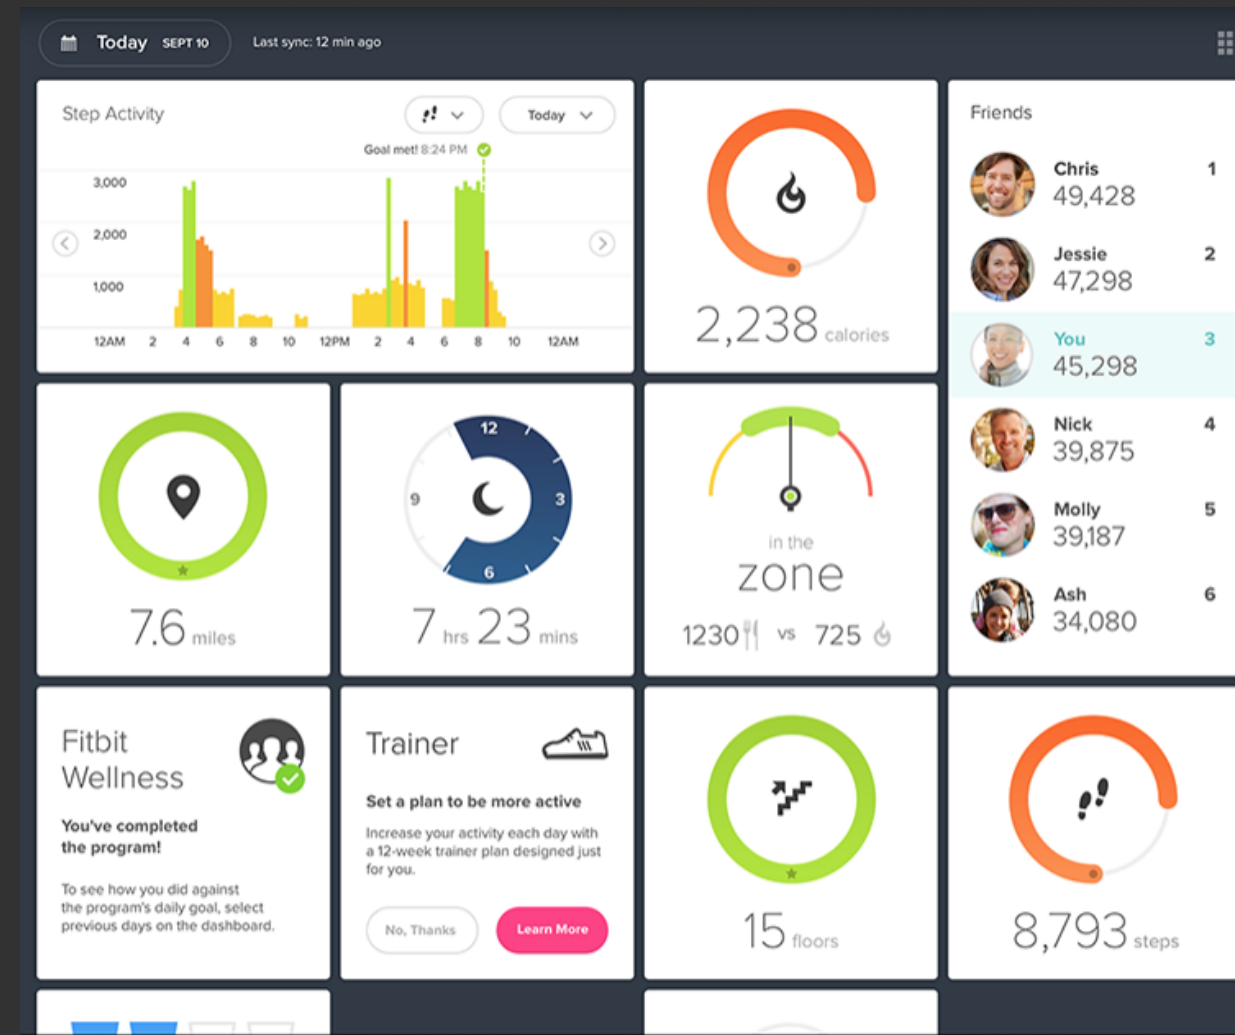 Today SEPT 10
Last sync: 12 min ago
Step Activity
Today
Goal met! 8:24 PM
3,000
2,000
1,000
12AM 2 4 6 8 10 12PM 2 4 6 8 10 12AM
2,238 calories
Friends
Chris 1
49,428
Jessie 2
47,298
You 3
45,298
Nick 4
39,875
Molly 5
39,187
Ash 6
34,080
7.6 miles
12
3
6
9
7 hrs 23 mins
in the
zone
1230 vs 725
Fitbit
Wellness
You've completed
the program!
To see how you did against
the program's daily goal, select
previous days on the dashboard.
Trainer
Set a plan to be more active
Increase your activity each day with
a 12-week trainer plan designed just
for you.
No, Thanks
Learn More
15 floors
8,793 steps